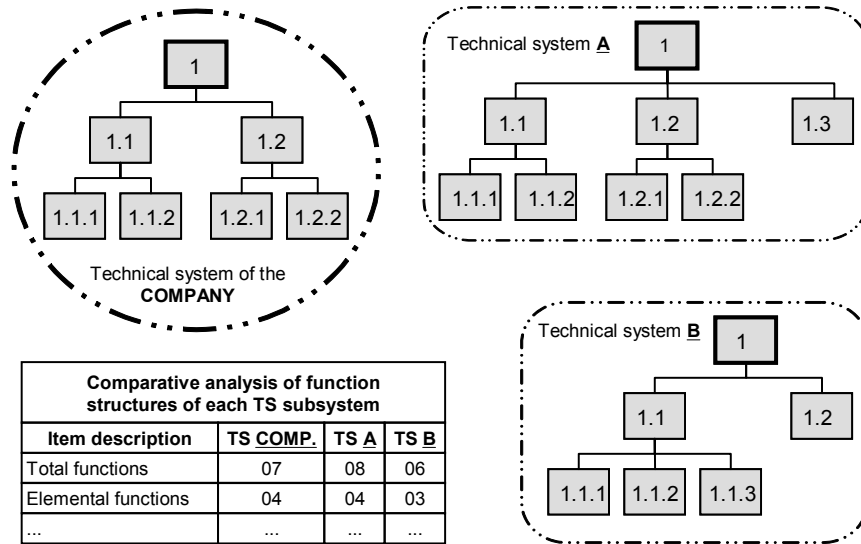 1
1.1 1.2
1.1.1 1.1.2 1.2.1 1.2.2
Technical system of the
COMPANY
Technical system A
1
1.1 1.2 1.3
1.1.1 1.1.2 1.2.1 1.2.2
Technical system B
1
1.1 1.2
1.1.1 1.1.2 1.1.3
Comparative analysis of function
structures of each TS subsystem
Item description TS COMP. TS A TS B
Total functions 07 08 06
Elemental functions 04 04 03
... ... ... ...